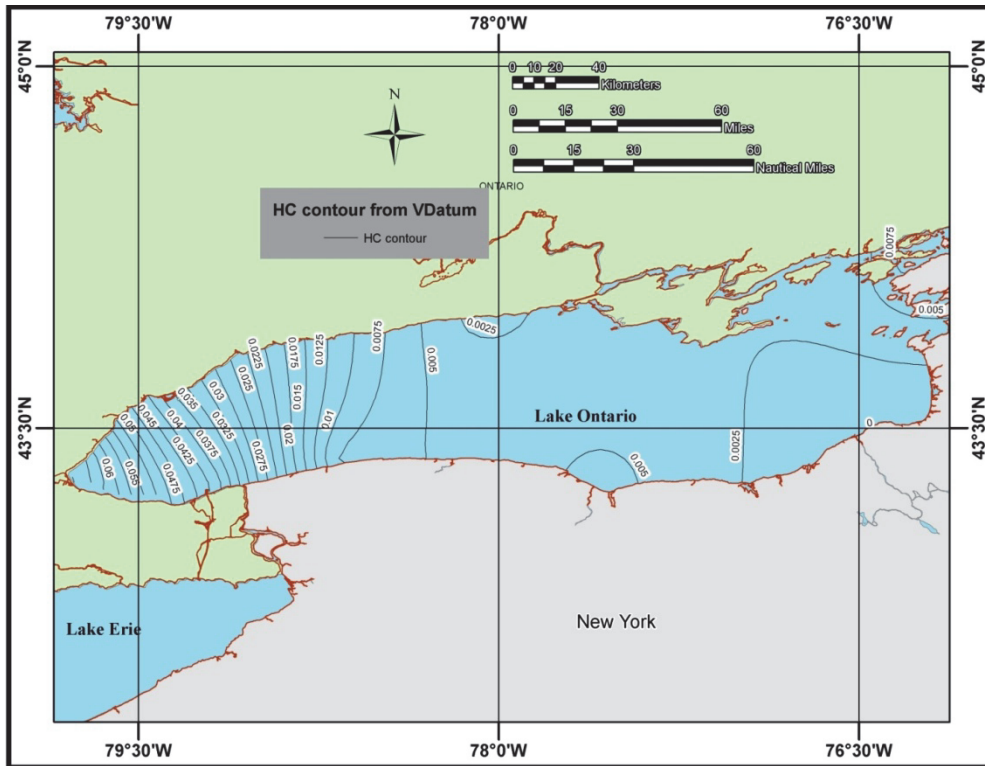 79°30'W 78°0'W 76°30'W
45°0'N 45°0'N
0 10 20 40
Kilometers
0 15 30 60
Miles
0 15 30 60
Nautical Miles
N
ONTARIO
HC contour from VDatum
HC contour
0.0075
0.005
0.0025
0.0075
0.0125
0.0175
0.0225
0.005
0.015
0.025
0.03
0.035
0.01
0.02
0.0325
0.04
0.045
0.05
0.0375
0.0275
0.0425
0.0475
0.055
0.06
Lake Ontario
0
0.0025
0.005
43°30'N 43°30'N
New York
Lake Erie
79°30'W 78°0'W 76°30'W